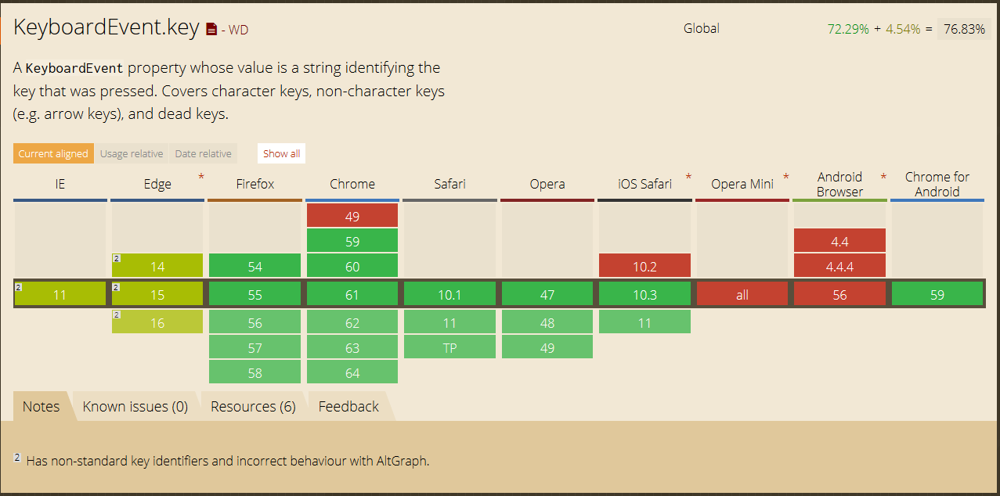 KeyboardEvent.key - WD
Global
72.29% + 4.54% = 76.83%
A KeyboardEvent property whose value is a string identifying the
key that was pressed. Covers character keys, non-character keys
(e.g. arrow keys), and dead keys.
Current aligned Usage relative Date relative Show all
IE Edge * Firefox Chrome Safari Opera iOS Safari * Opera Mini * Android Browser * Chrome for Android
49
59 4.4
2 14 54 60 10.2 4.4.4
2 11 2 15 55 61 10.1 47 10.3 all 56 59
2 16 56 62 11 48 11
57 63 TP 49
58 64
Notes Known issues (0) Resources (6) Feedback
2 Has non-standard key identifiers and incorrect behaviour with AltGraph.